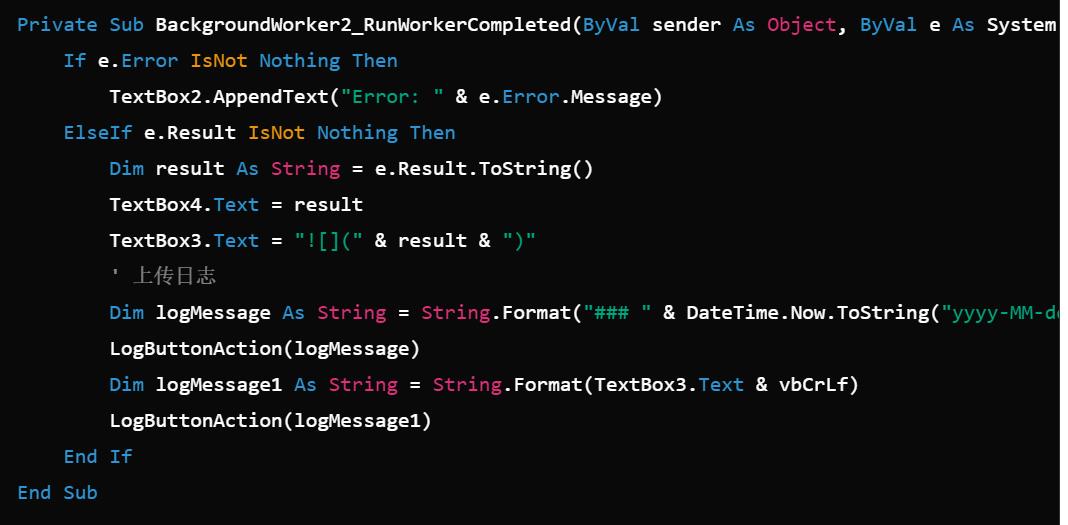 Private Sub BackgroundWorker2_RunWorkerCompleted(ByVal sender As Object, ByVal e As System
If e.Error IsNot Nothing Then
TextBox2.AppendText("Error: " & e.Error.Message)
ElseIf e.Result IsNot Nothing Then
Dim result As String = e.Result.ToString()
TextBox4.Text = result
TextBox3.Text = "![](" & result & ")"
' 上传日志
Dim logMessage As String = String.Format("### " & DateTime.Now.ToString("yyyy-MM-d
LogButtonAction(logMessage)
Dim logMessage1 As String = String.Format(TextBox3.Text & vbCrLf)
LogButtonAction(logMessage1)
End If
End Sub